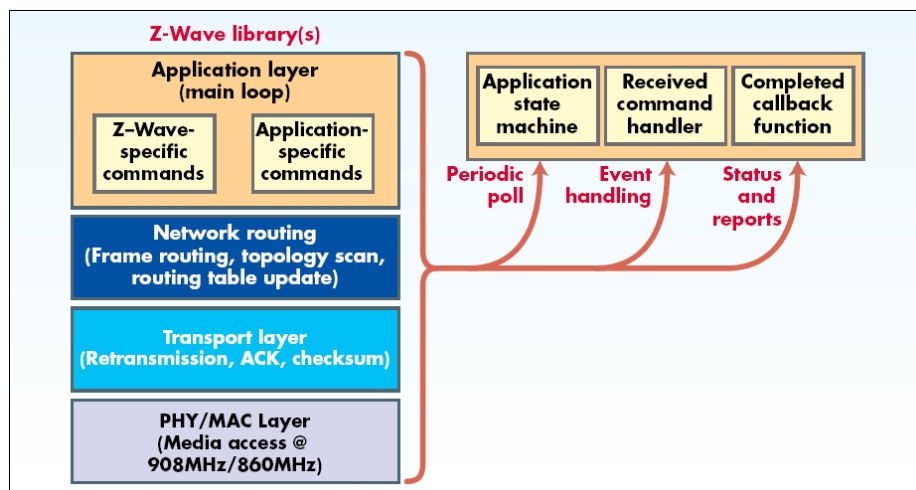 Z-Wave library(s)
Application layer
(main loop)
Z–Wave-
specific
commands
Application-
specific
commands
Network routing
(Frame routing, topology scan,
routing table update)
Transport layer
(Retransmission, ACK, checksum)
PHY/MAC Layer
(Media access @
908MHz/860MHz)
Application
state
machine
Received
command
handler
Completed
callback
function
Periodic
poll
Event
handling
Status
and
reports